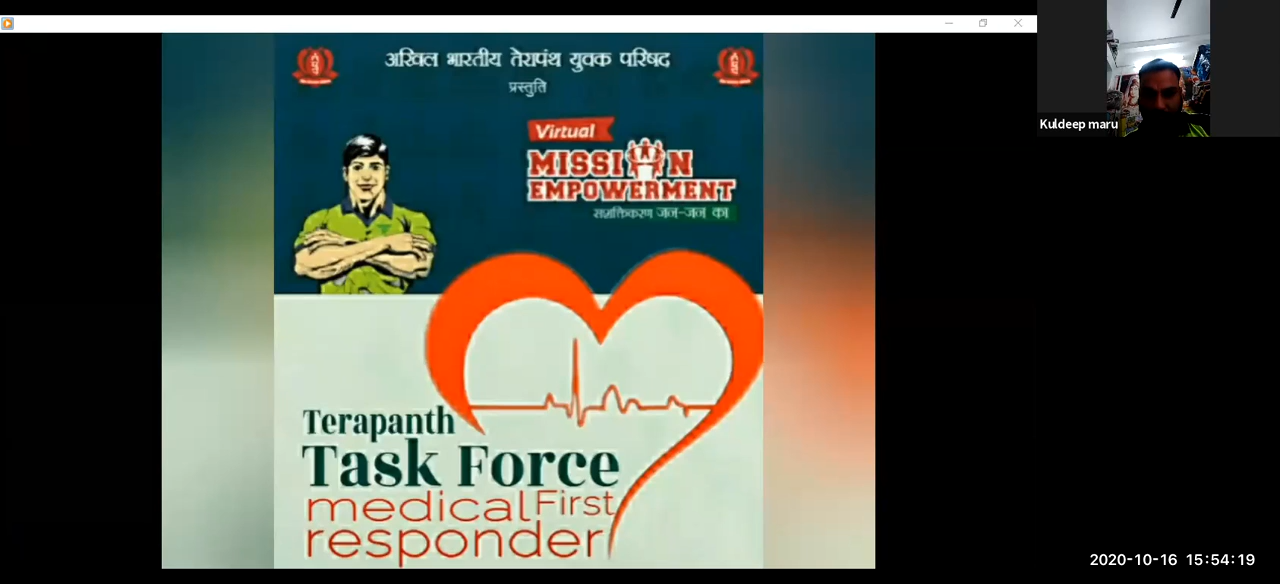 अखिल भारतीय तेरापंथ युवक परिषद
प्रस्तुति
Virtual
MISSION
EMPOWERMENT
सशक्तिकरण जन-जन का
Terapanth
Task Force
medical First
responder
Kuldeep maru
2020-10-16 15:54:19